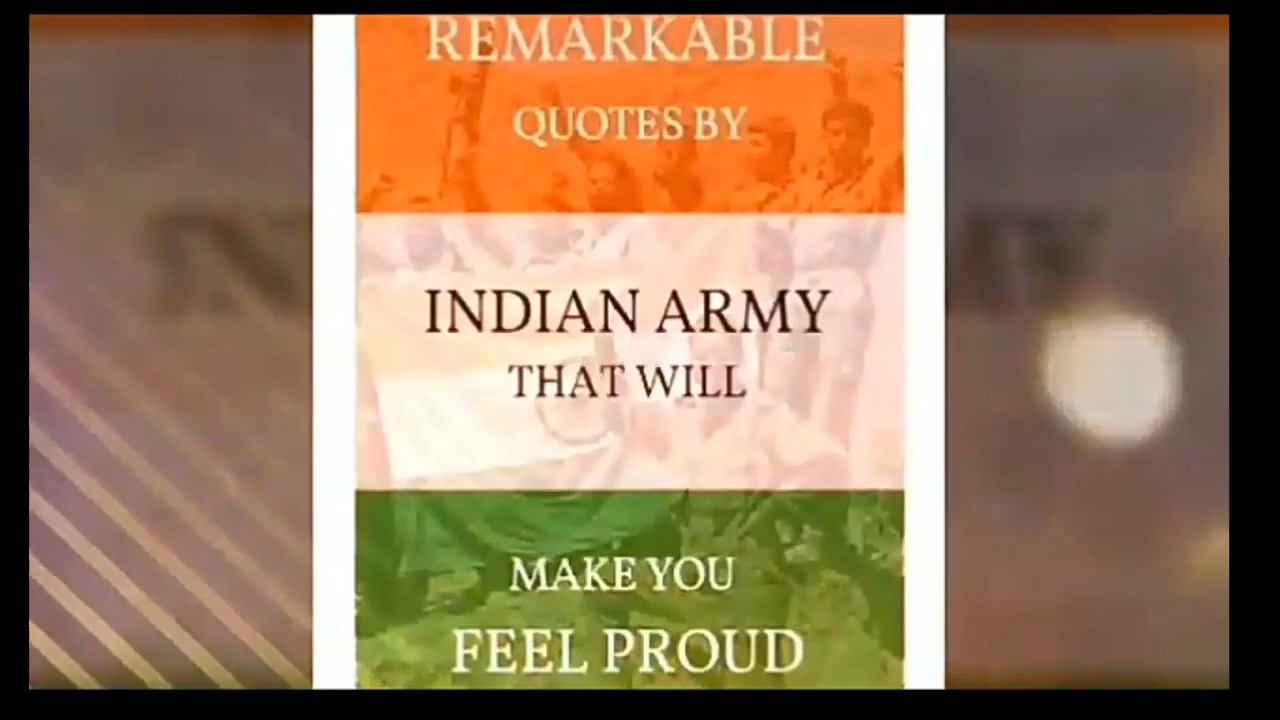 REMARKABLE
QUOTES BY
INDIAN ARMY
THAT WILL
MAKE YOU
FEEL PROUD